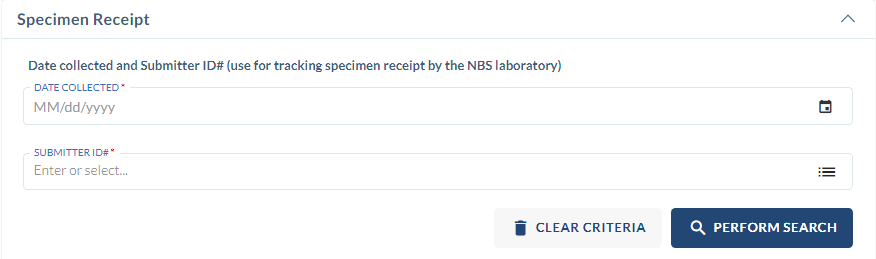 Specimen Receipt
Date collected and Submitter ID# (use for tracking specimen receipt by the NBS laboratory)
DATE COLLECTED *
MM/dd/yyyy
SUBMITTER ID# *
Enter or select...
CLEAR CRITERIA
PERFORM SEARCH